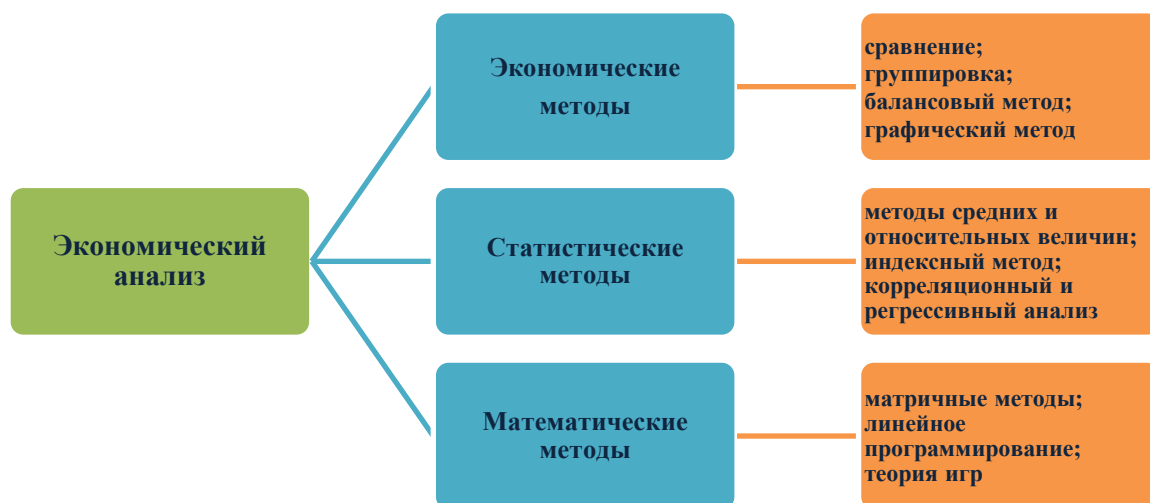 Экономический
анализ
Экономические
методы
сравнение;
группировка;
балансовый метод;
графический метод
Статистические
методы
методы средних и
относительных величин;
индексный метод;
корреляционный и
регрессивный анализ
Математические
методы
матричные методы;
линейное
программирование;
теория игр